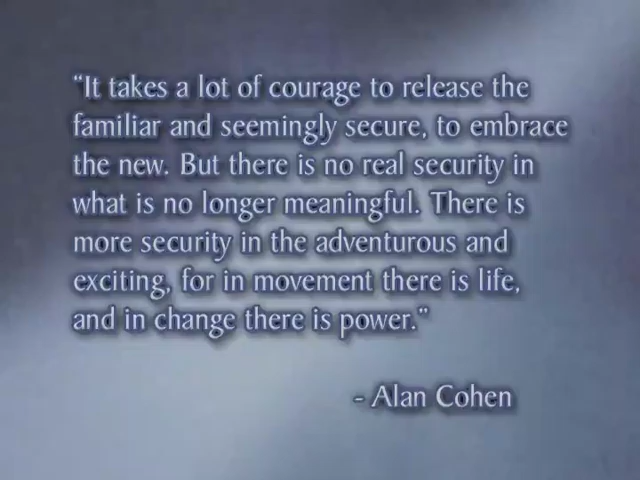 “It takes a lot of courage to release the
familiar and seemingly secure, to embrace
the new. But there is no real security in
what is no longer meaningful. There is
more security in the adventurous and
exciting, for in movement there is life,
and in change there is power.”
- Alan Cohen